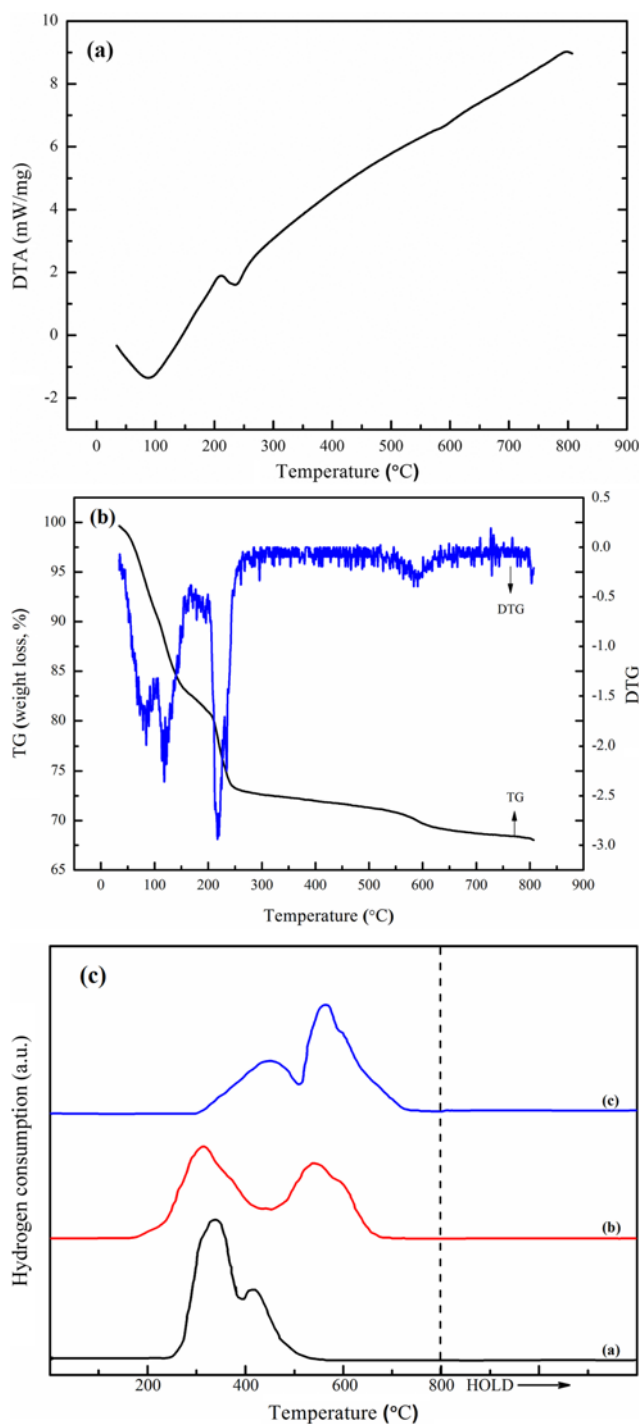 (a)
10
8
6
4
2
0
-2
DTA (mW/mg)
0 100 200 300 400 500 600 700 800 900
Temperature (°C)
(b)
100
95
90
85
80
75
70
65
TG (weight loss, %)
0.5
0.0
-0.5
-1.0
-1.5
-2.0
-2.5
-3.0
DTG
DTG
TG
0 100 200 300 400 500 600 700 800 900
Temperature (°C)
(c)
Hydrogen consumption (a.u.)
(c)
(b)
(a)
200 400 600 800 HOLD
Temperature (°C)